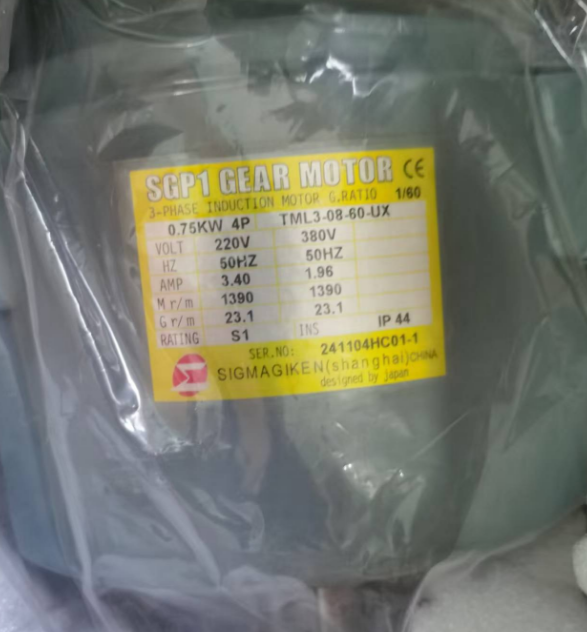 SGP1 GEAR MOTOR CE
3-PHASE INDUCTION MOTOR G.RATIO 1/60
0.75KW 4P TML3-08-60-UX
VOLT 220V 380V
HZ 50HZ 50HZ
AMP 3.40 1.96
M r/m 1390 1390
G r/m 23.1 23.1
RATING S1 INS IP 44
SER.NO: 241104HC01-1
SIGMAGIKEN(shanghai)CHINA
designed by japan